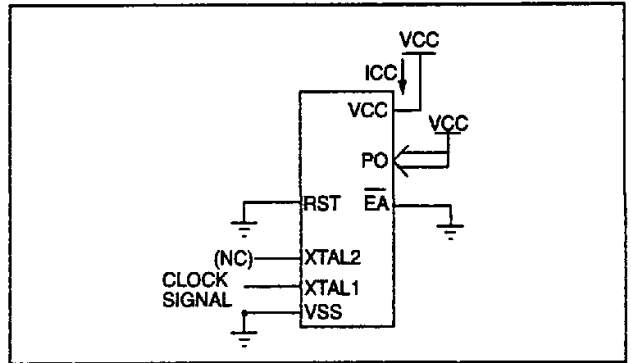 VCC
ICC
VCC
VCC
PO
RST
EA
(NC)
XTAL2
CLOCK
SIGNAL
XTAL1
VSS